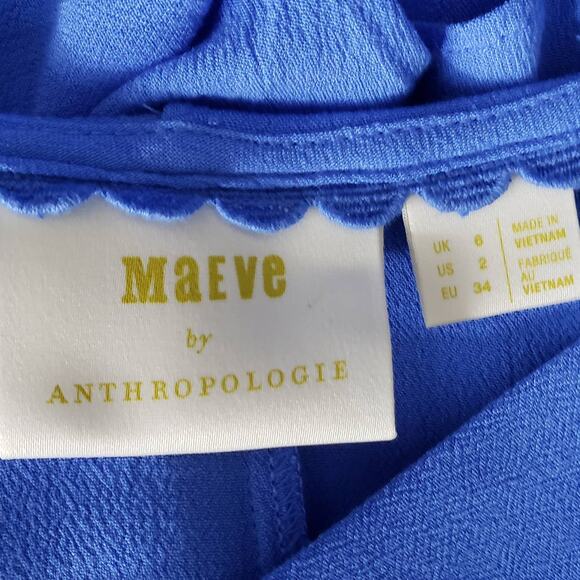 MaEVe
by
ANTHROPOLOGIE
UK 6
US 2
EU 34
MADE IN
VIETNAM
FABRIQUÉ
AU
VIETNAM